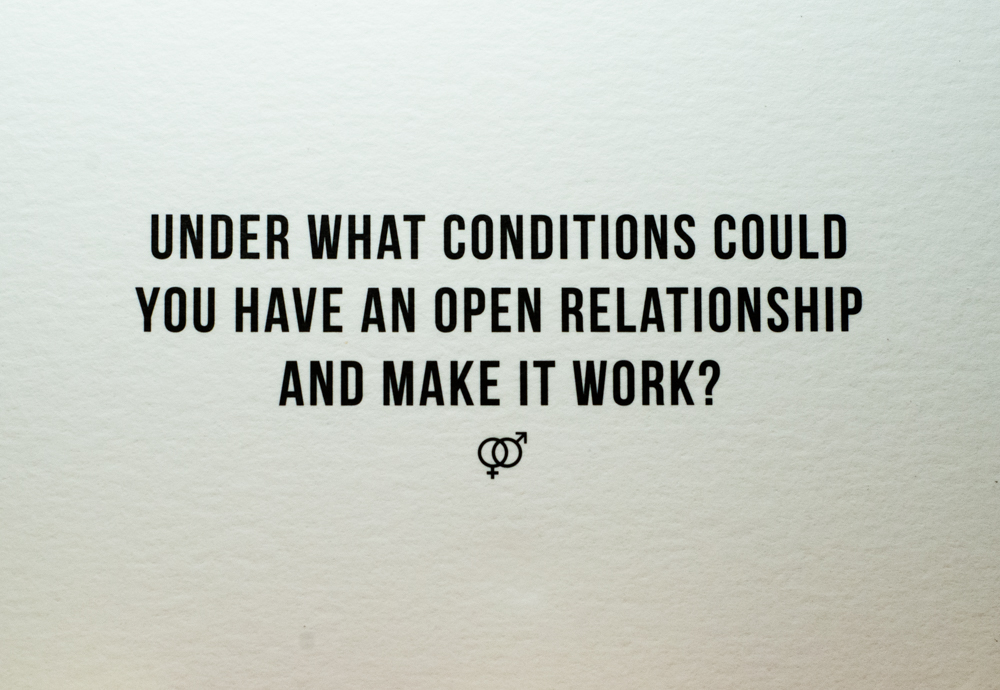 UNDER WHAT CONDITIONS COULD
YOU HAVE AN OPEN RELATIONSHIP
AND MAKE IT WORK?